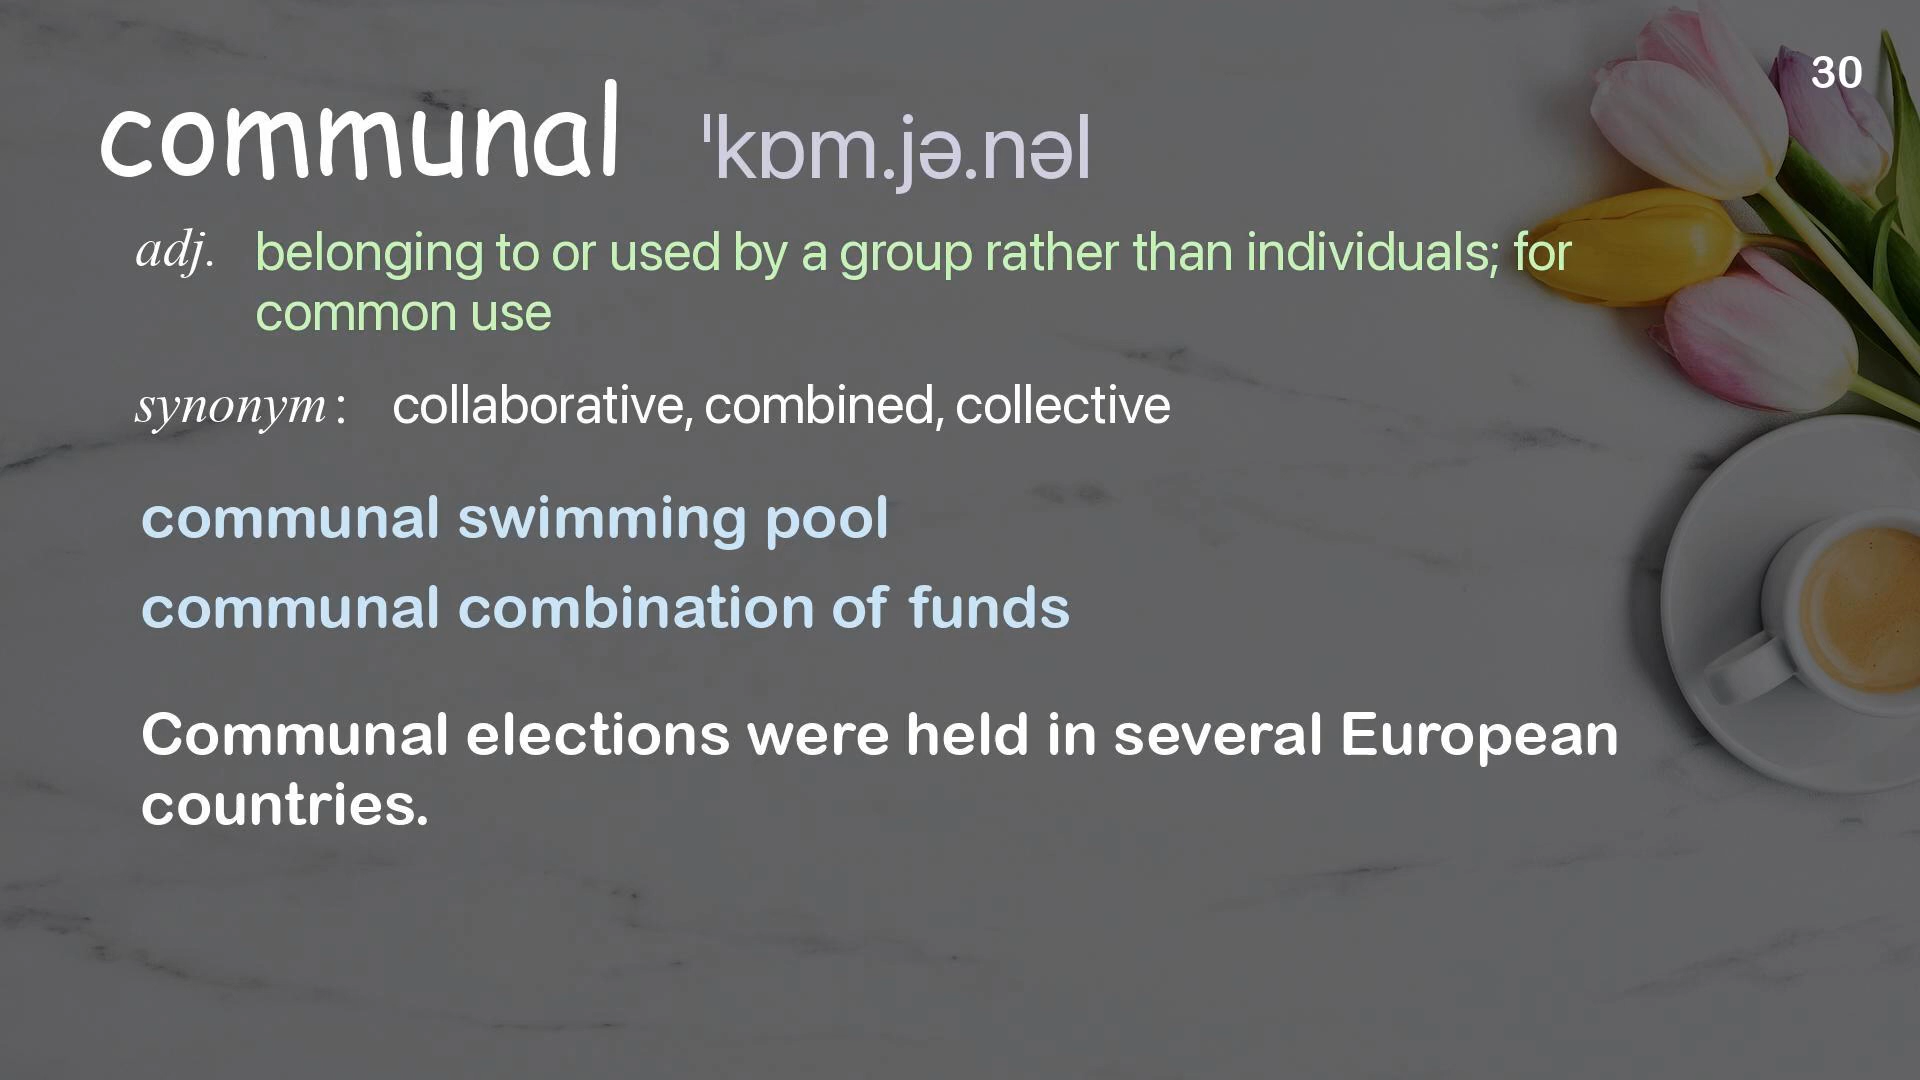 30
communal ˈkɒm.jə.nəl
adj. belonging to or used by a group rather than individuals; for
common use
synonym: collaborative, combined, collective
communal swimming pool
communal combination of funds
Communal elections were held in several European
countries.